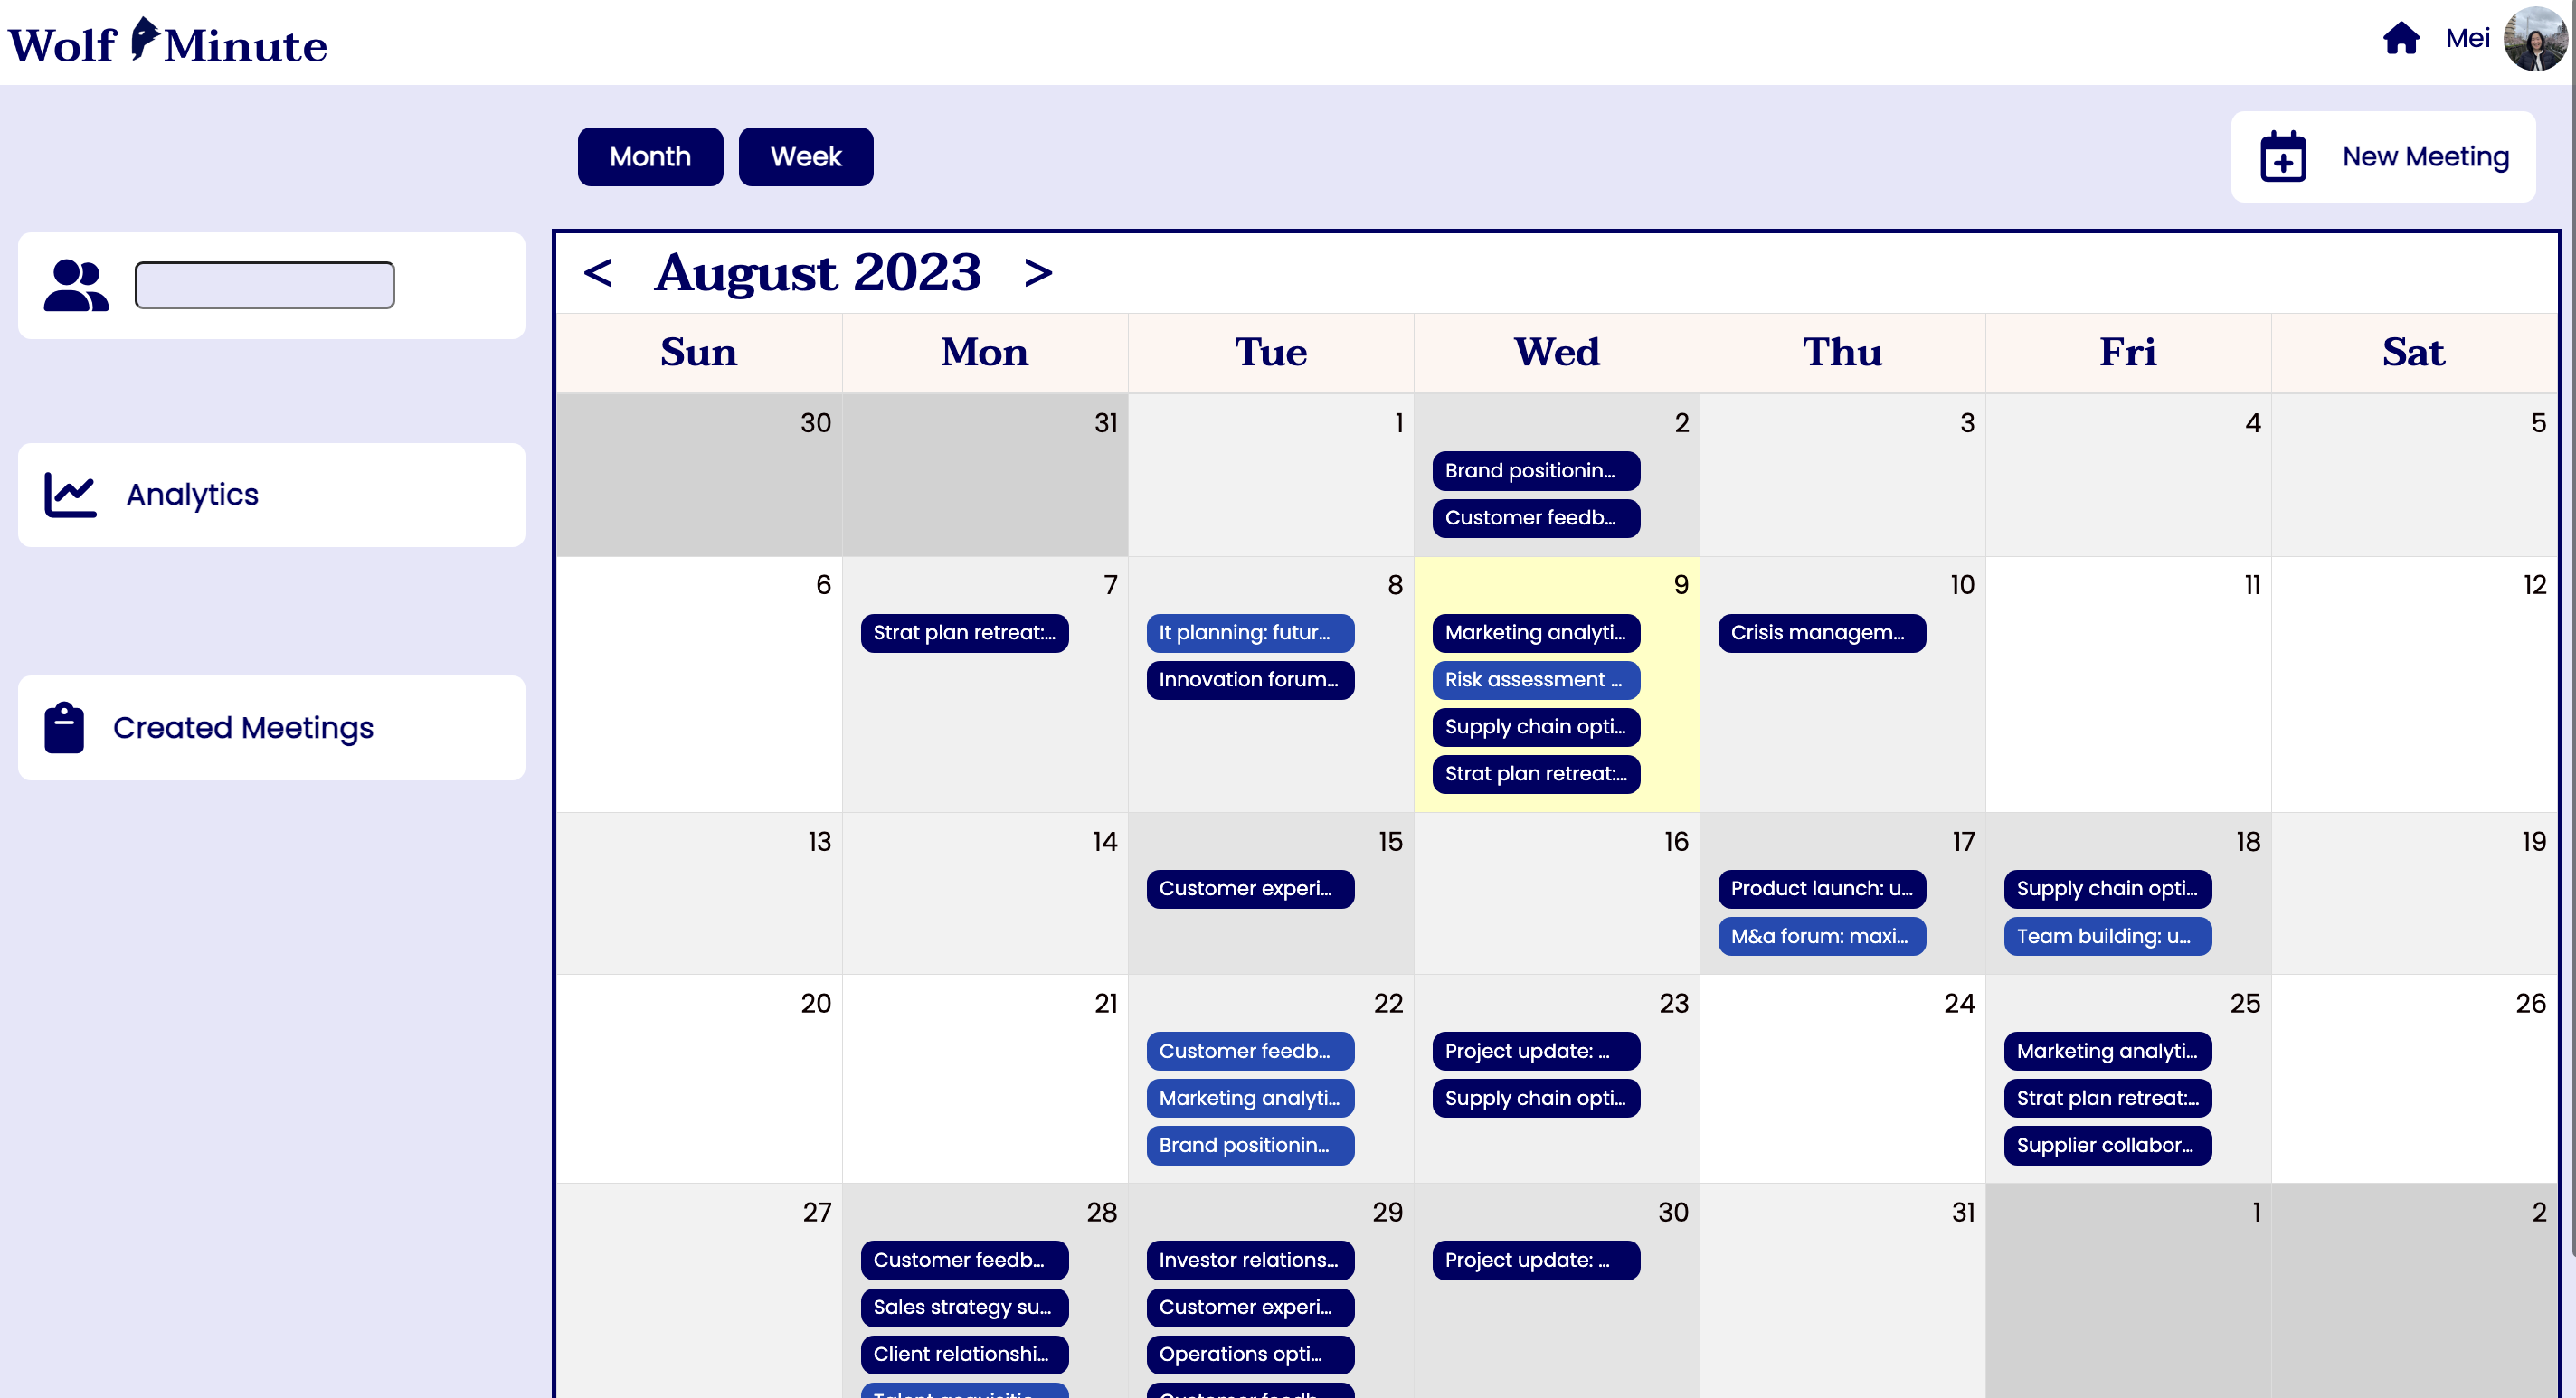 Wolf Minute
Mei
Month
Week
New Meeting
< August 2023 >
Analytics
Created Meetings
Sun Mon Tue Wed Thu Fri Sat
30 31 1 2 3 4 5
Brand positionin...
Customer feedb...
6 7 8 9 10 11 12
Strat plan retreat:...
It planning: futur...
Innovation forum...
Marketing analyti...
Risk assessment ...
Supply chain opti...
Strat plan retreat:...
Crisis managem...
13 14 15 16 17 18 19
Customer experi...
Product launch: u...
M&a forum: maxi...
Supply chain opti...
Team building: u...
20 21 22 23 24 25 26
Customer feedb...
Marketing analyti...
Brand positionin...
Project update: ...
Supply chain opti...
Marketing analyti...
Strat plan retreat:...
Supplier collabor...
27 28 29 30 31 1 2
Customer feedb...
Sales strategy su...
Client relationshi...
Investor relations...
Customer experi...
Operations opti...
Project update: ...